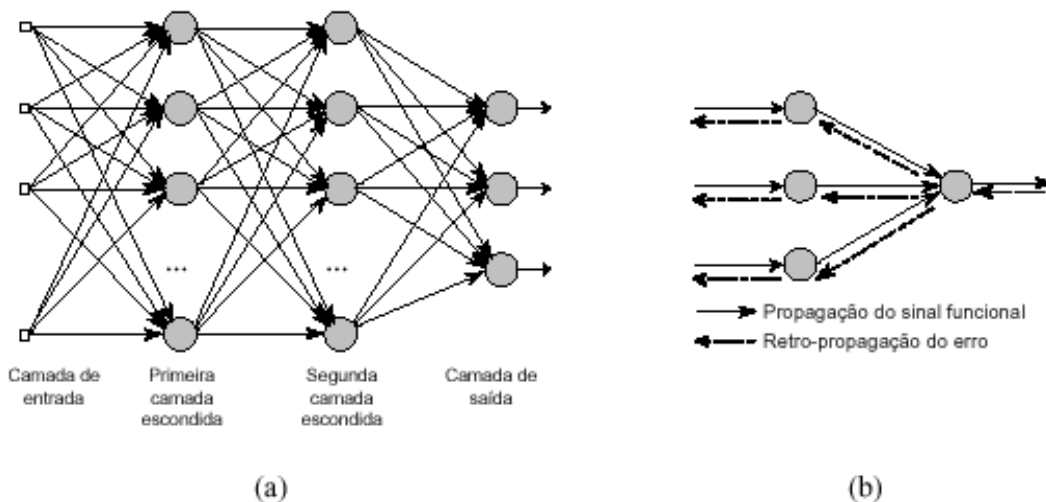 ...
...
Camada de
entrada
Primeira
camada
escondida
Segunda
camada
escondida
Camada de
saída
(a)
Propagação do sinal funcional
Retro-propagação do erro
(b)